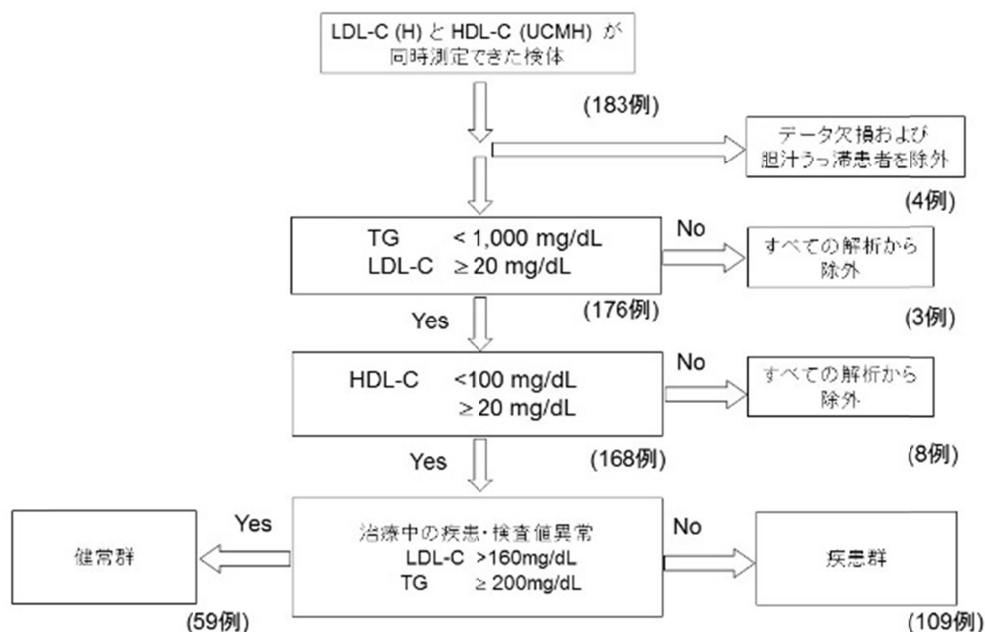 LDL-C (H) と HDL-C (UCMH) が
同時測定できた検体
(183例)
データ欠損および
胆汁うっ滞患者を除外
(4例)
TG < 1,000 mg/dL
LDL-C ≥ 20 mg/dL
No
すべての解析から
除外
(176例)
(3例)
Yes
HDL-C <100 mg/dL
≥ 20 mg/dL
No
すべての解析から
除外
(168例)
(8例)
Yes
治療中の疾患・検査値異常
LDL-C >160mg/dL
TG ≥ 200mg/dL
Yes
健常群
(59例)
No
疾患群
(109例)